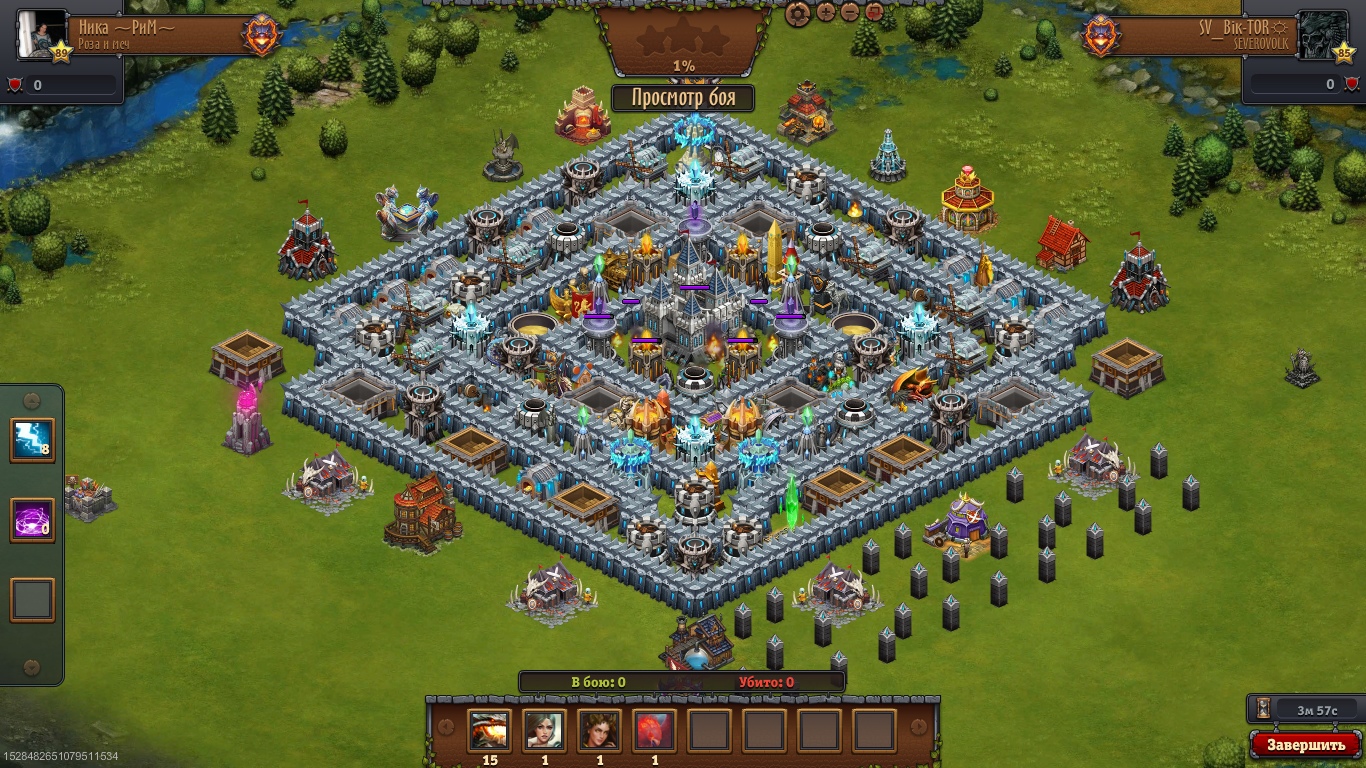 Ника ～РиМ～
Роза и меч
89
0
1%
Просмотр боя
SV_Bik-TOR☼
SEVEROVOLK
85
0
8
0
В бою: 0
Убито: 0
15
1
1
1
3м 57с
Завершить
1528482651079511534